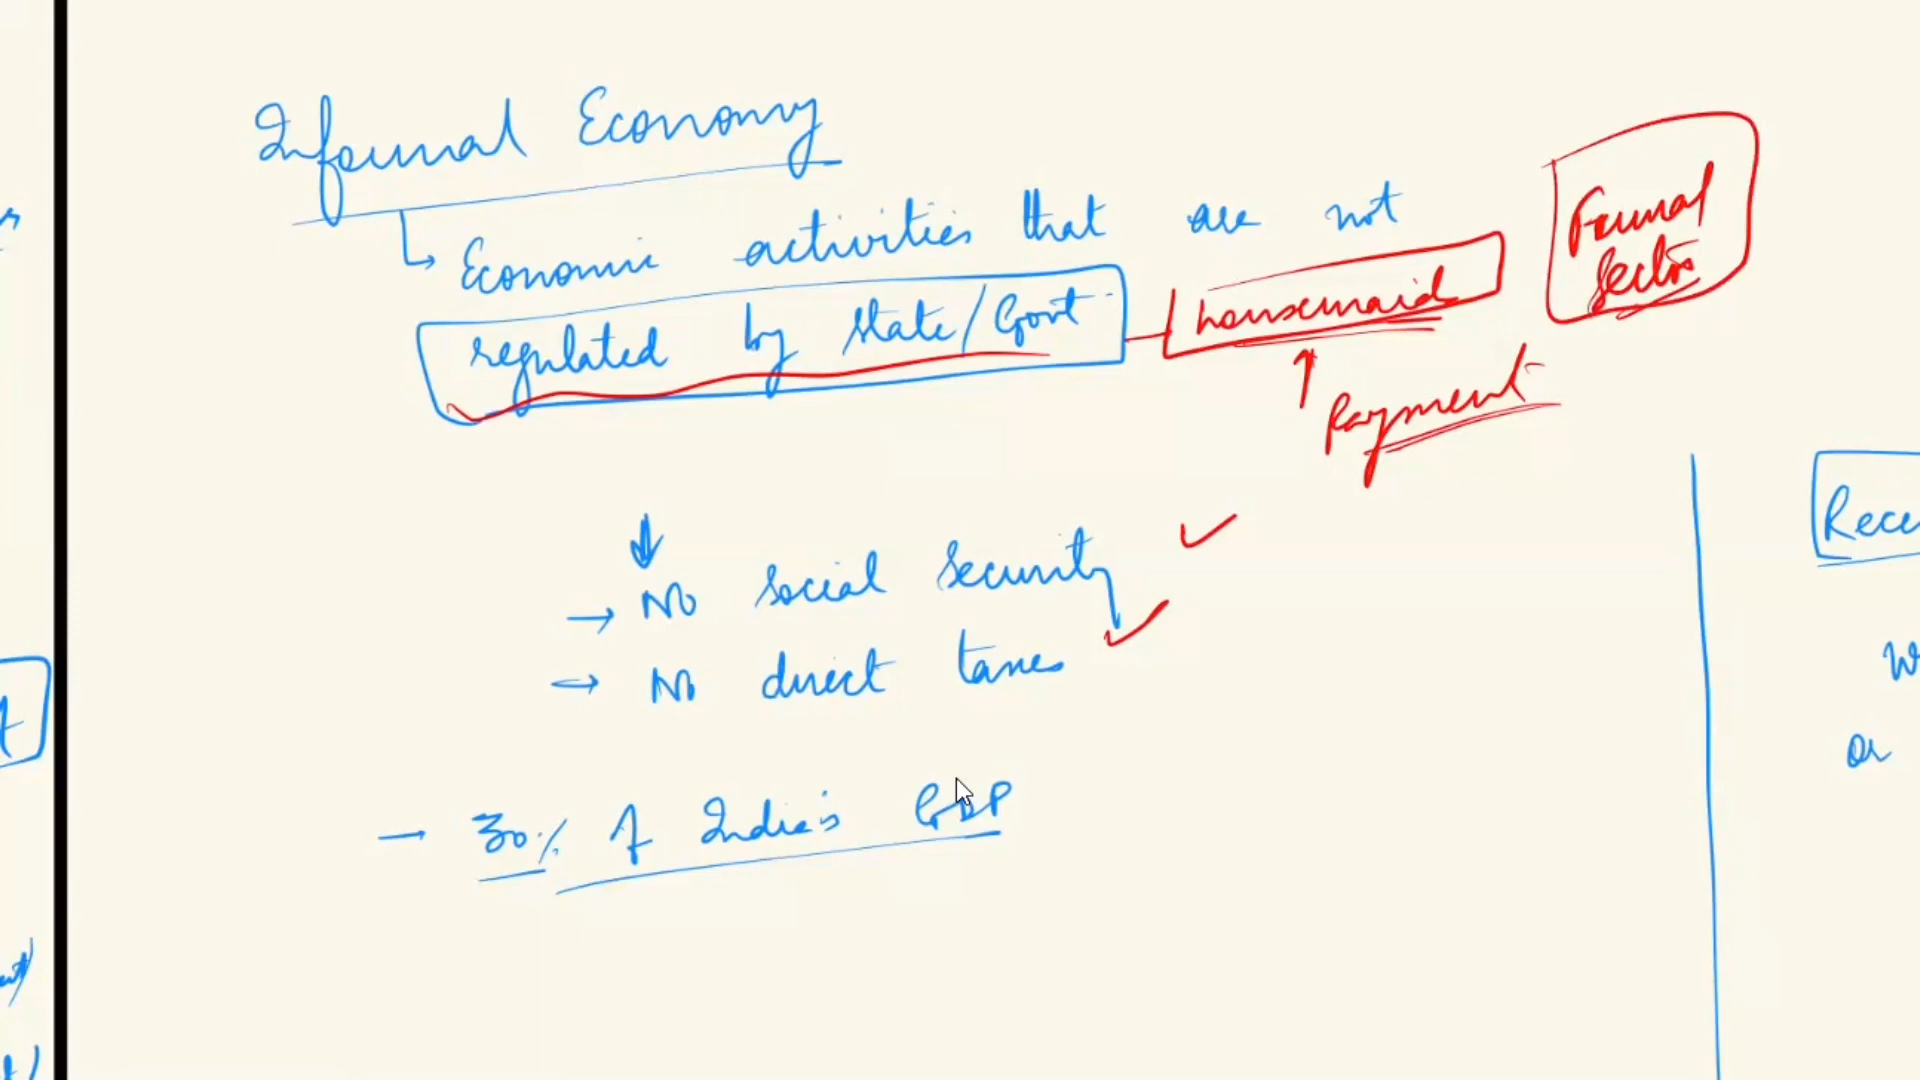 Informal Economy
Economic activities that are not
regulated by State/Govt
housemaid
Formal
Sector
Payment
→ No social security
→ No direct taxes
— 30% of India's GDP
Rece
or